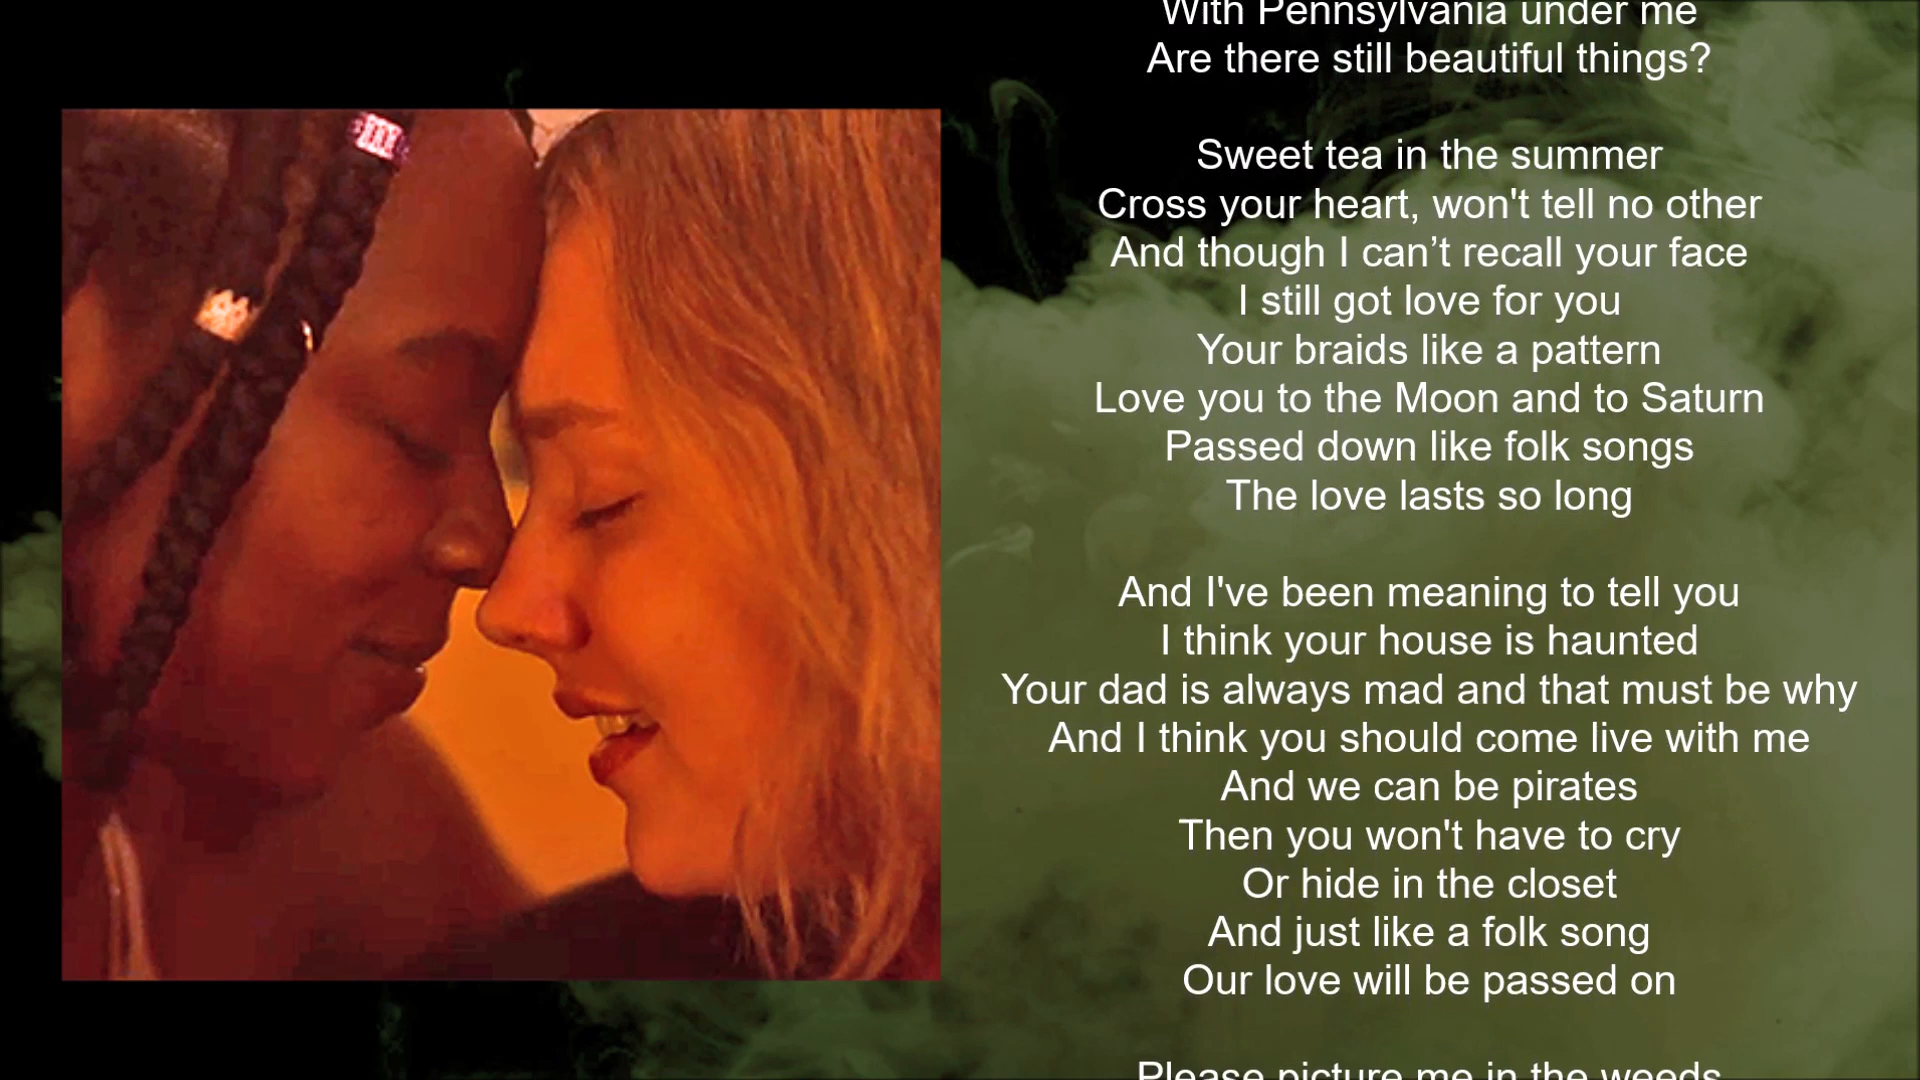 With Pennsylvania under me
Are there still beautiful things?
Sweet tea in the summer
Cross your heart, won't tell no other
And though I can’t recall your face
I still got love for you
Your braids like a pattern
Love you to the Moon and to Saturn
Passed down like folk songs
The love lasts so long
And I've been meaning to tell you
I think your house is haunted
Your dad is always mad and that must be why
And I think you should come live with me
And we can be pirates
Then you won't have to cry
Or hide in the closet
And just like a folk song
Our love will be passed on
Please picture me in the weeds